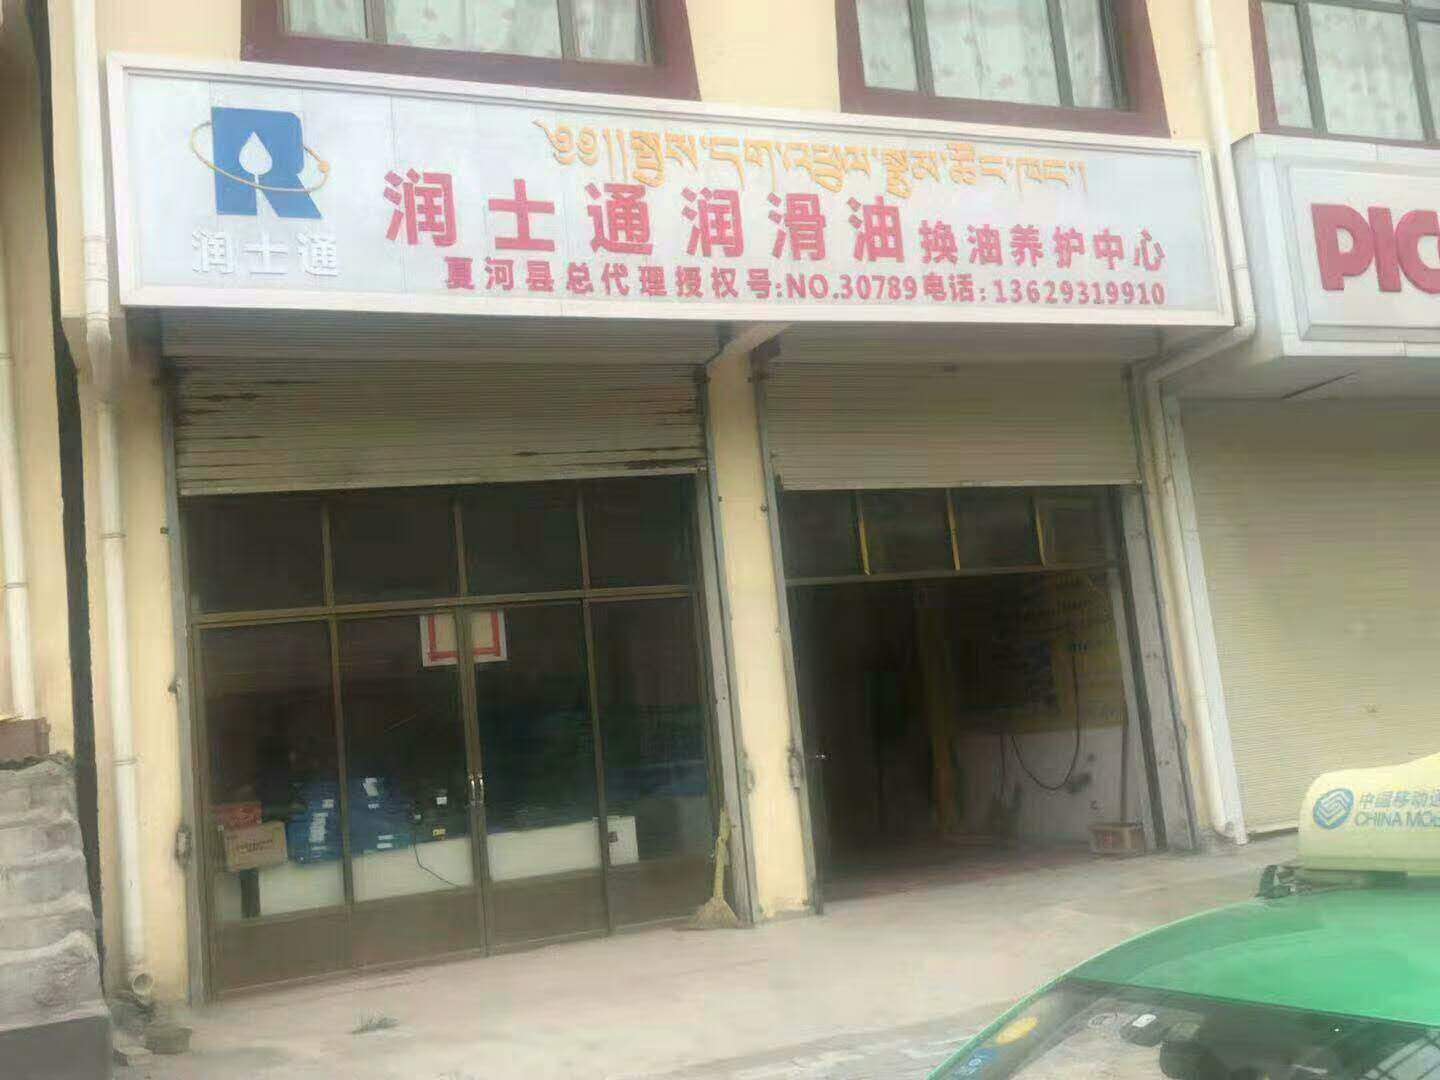 润士通
润士通润滑油换油养护中心
夏河县总代理授权号:NO.30789电话:13629319910
PIC
中国移动通
CHINA MOB